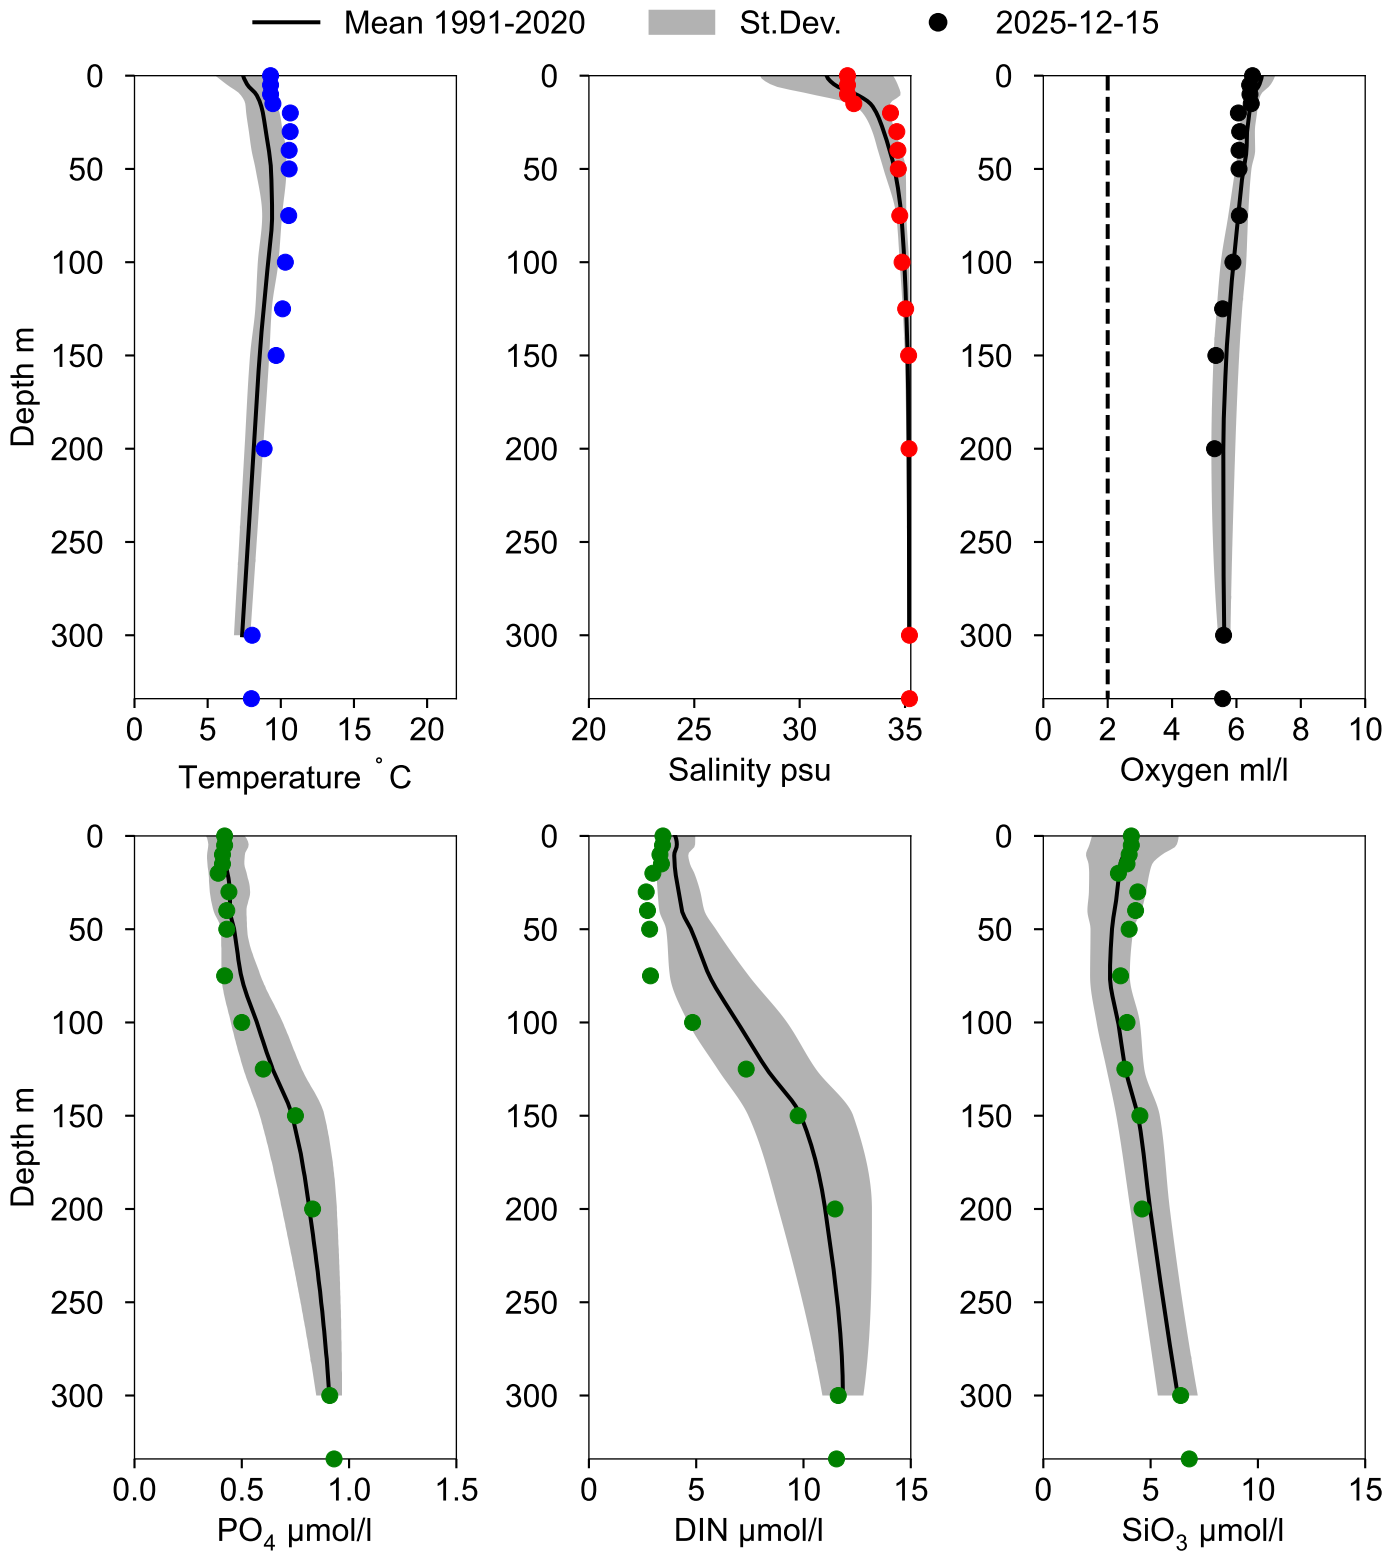 Mean 1991-2020 St.Dev. 2025-12-15
0 0 0
50 50 50
100 100 100
150 150 150
200 200 200
250 250 250
300 300 300
Depth m
0 5 10 15 20 20 25 30 35 0 2 4 6 8 10
Temperature °C Salinity psu Oxygen ml/l
0 0 0
50 50 50
100 100 100
150 150 150
200 200 200
250 250 250
300 300 300
Depth m
0.0 0.5 1.0 1.5 0 5 10 15 0 5 10 15
PO₄ µmol/l DIN µmol/l SiO₃ µmol/l